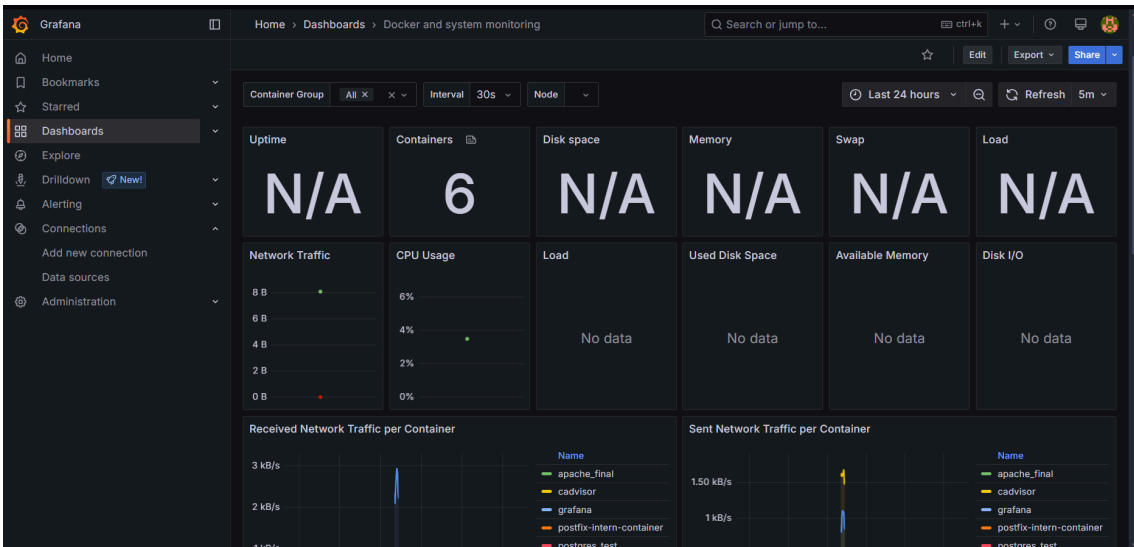 Grafana
Home › Dashboards › Docker and system monitoring
Search or jump to...
ctrl+k
Home
Bookmarks
Starred
Dashboards
Explore
Drilldown
New!
Alerting
Connections
Add new connection
Data sources
Administration
Edit
Export
Share
Container Group
All ×
Interval
30s
Node
Last 24 hours
Refresh
5m
Uptime
N/A
Containers
6
Disk space
N/A
Memory
N/A
Swap
N/A
Load
N/A
Network Traffic
8 B
6 B
4 B
2 B
0 B
CPU Usage
6%
4%
2%
0%
Load
No data
Used Disk Space
No data
Available Memory
No data
Disk I/O
No data
Received Network Traffic per Container
3 kB/s
2 kB/s
Name
apache_final
cadvisor
grafana
postfix-intern-container
postgres_test
Sent Network Traffic per Container
1.50 kB/s
1 kB/s
Name
apache_final
cadvisor
grafana
postfix-intern-container
postgres_test